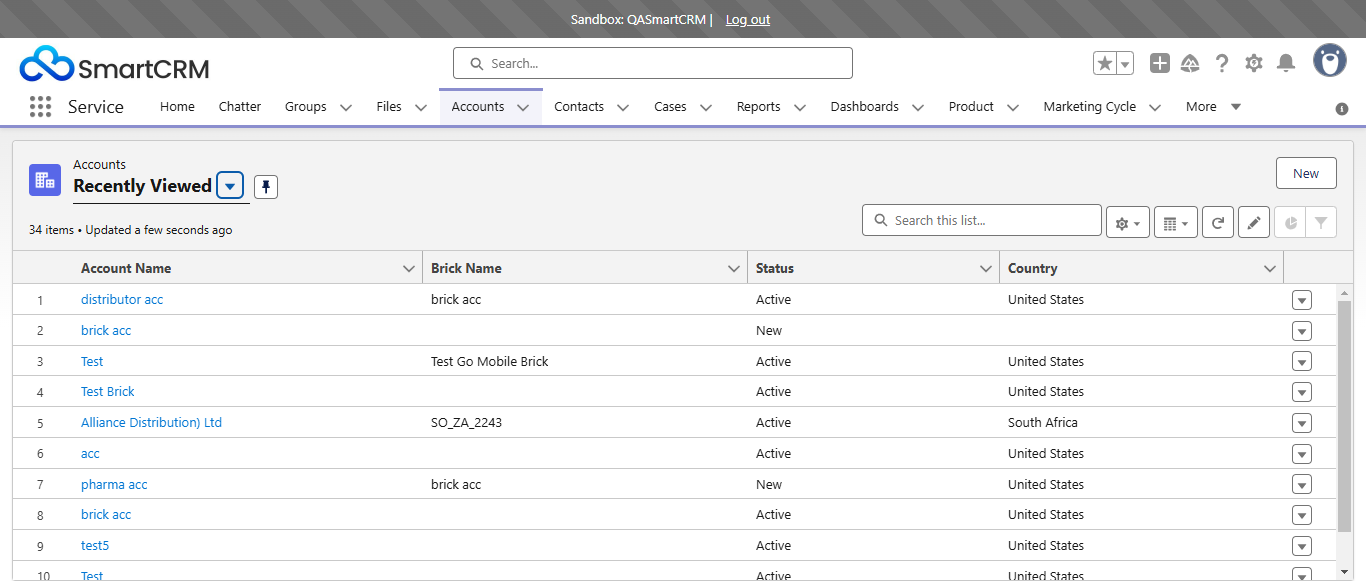 Sandbox: QASmartCRM | Log out
SmartCRM
Search...
Service Home Chatter Groups Files Accounts Contacts Cases Reports Dashboards Product Marketing Cycle More
Accounts
Recently Viewed
New
34 items • Updated a few seconds ago
Search this list...
Account Name Brick Name Status Country
1 distributor acc brick acc Active United States
2 brick acc New
3 Test Test Go Mobile Brick Active United States
4 Test Brick Active United States
5 Alliance Distribution) Ltd SO_ZA_2243 Active South Africa
6 acc Active United States
7 pharma acc brick acc New United States
8 brick acc Active United States
9 test5 Active United States
10 Test Active United States